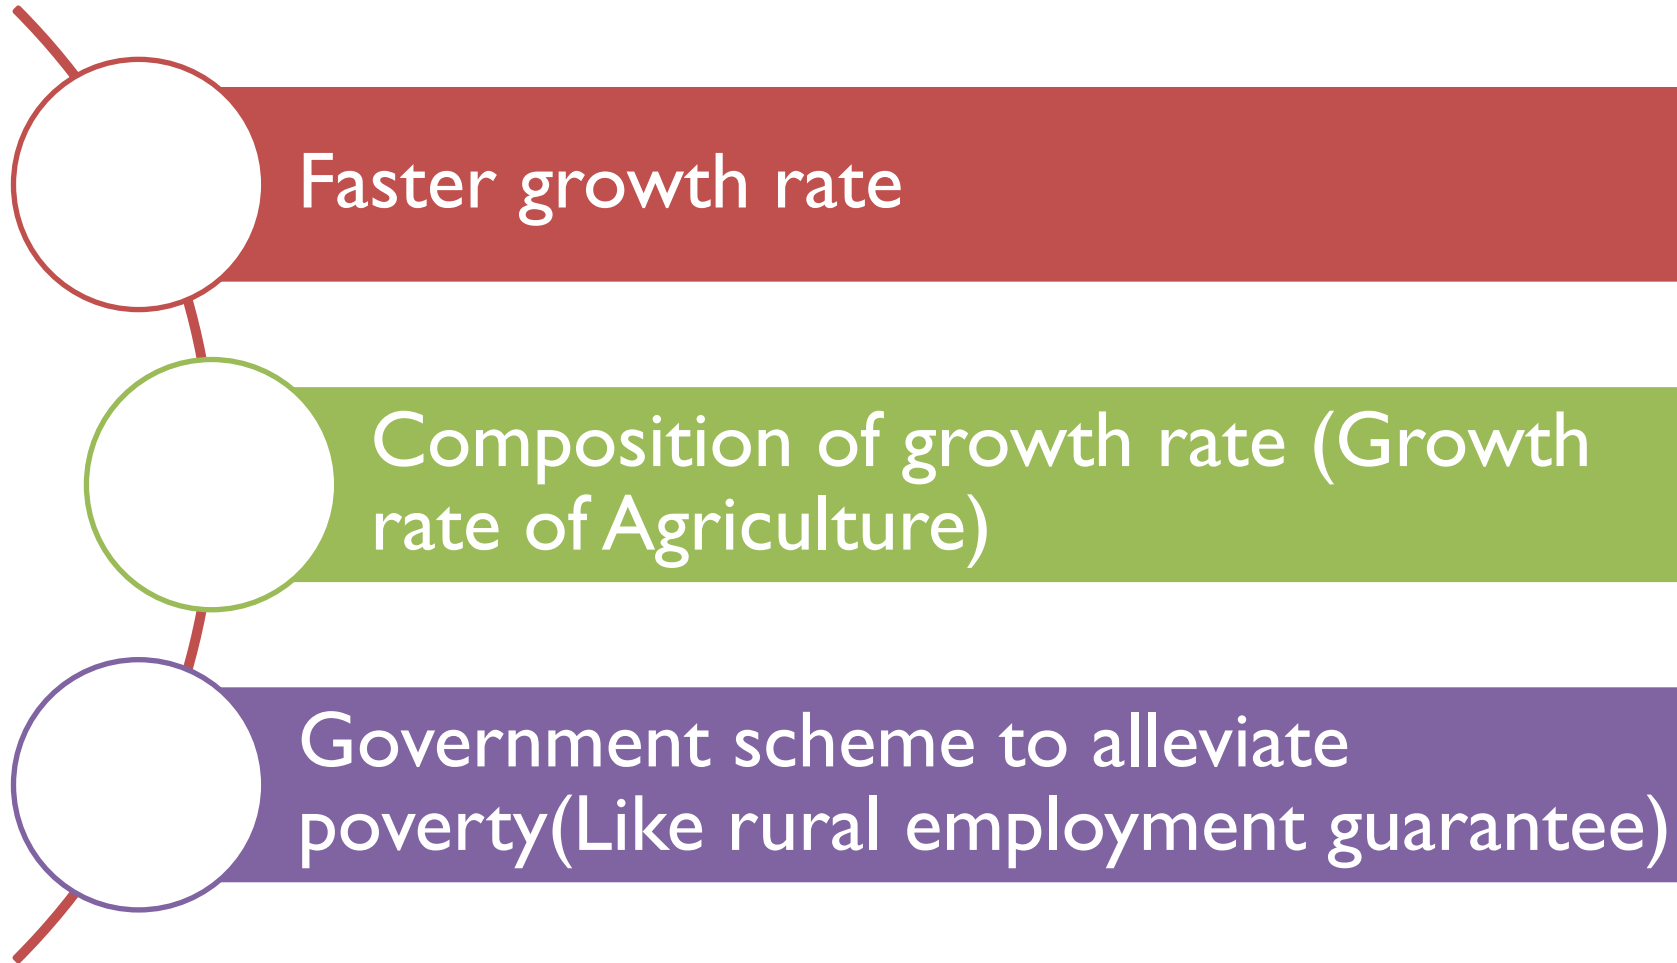 Faster growth rate
Composition of growth rate (Growth
rate of Agriculture)
Government scheme to alleviate
poverty(Like rural employment guarantee)